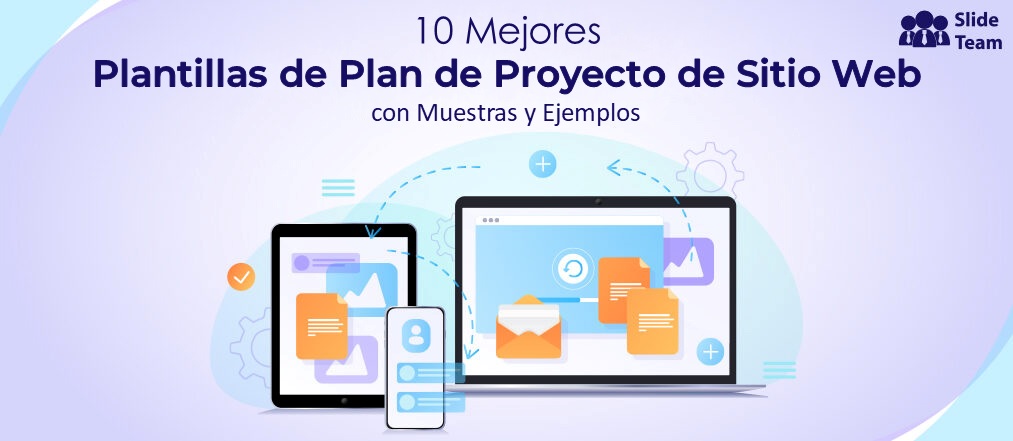 10 Mejores
Plantillas de Plan de Proyecto de Sitio Web
con Muestras y Ejemplos
Slide
Team